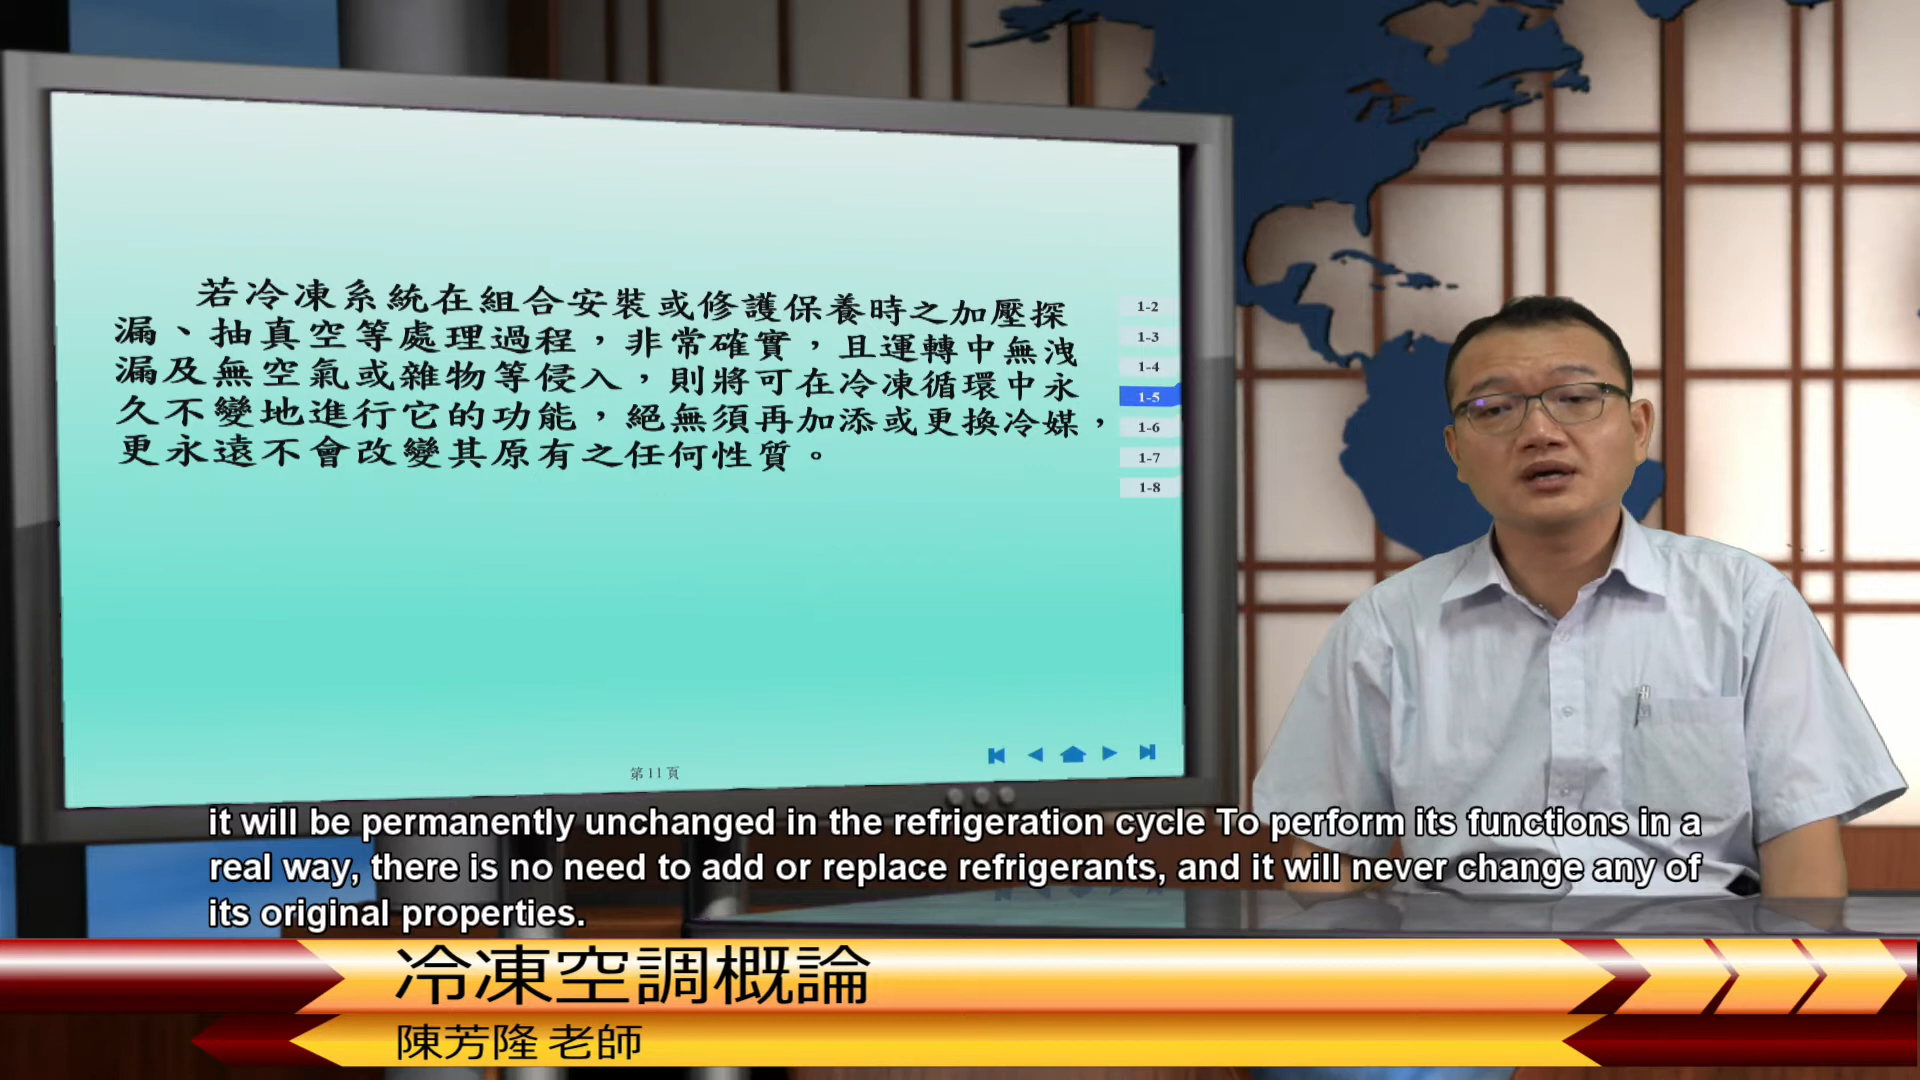 若冷凍系統在組合安裝或修護保養時之加壓探
漏、抽真空等處理過程，非常確實，且運轉中無洩
漏及無空氣或雜物等侵入，則將可在冷凍循環中永
久不變地進行它的功能，絕無須再加添或更換冷媒，
更永遠不會改變其原有之任何性質。
1-2
1-3
1-4
1-5
1-6
1-7
1-8
第 11 頁
it will be permanently unchanged in the refrigeration cycle To perform its functions in a
real way, there is no need to add or replace refrigerants, and it will never change any of
its original properties.
冷凍空調概論
陳芳隆 老師